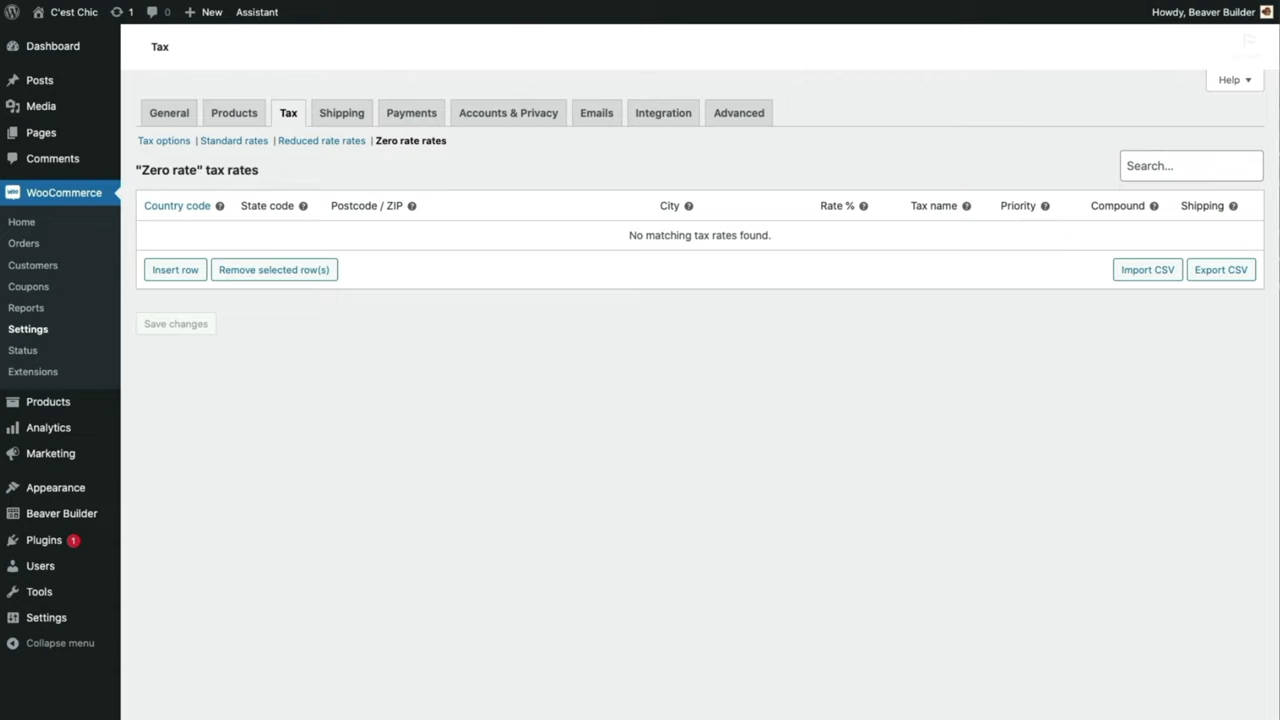 C'est Chic 1 0 New Assistant Howdy, Beaver Builder
Dashboard
Posts
Media
Pages
Comments
WooCommerce
Home
Orders
Customers
Coupons
Reports
Settings
Status
Extensions
Products
Analytics
Marketing
Appearance
Beaver Builder
Plugins 1
Users
Tools
Settings
Collapse menu
Tax
Help
General Products Tax Shipping Payments Accounts & Privacy Emails Integration Advanced
Tax options | Standard rates | Reduced rate rates | Zero rate rates
"Zero rate" tax rates
Search...
Country code State code Postcode / ZIP City Rate % Tax name Priority Compound Shipping
No matching tax rates found.
Insert row Remove selected row(s) Import CSV Export CSV
Save changes